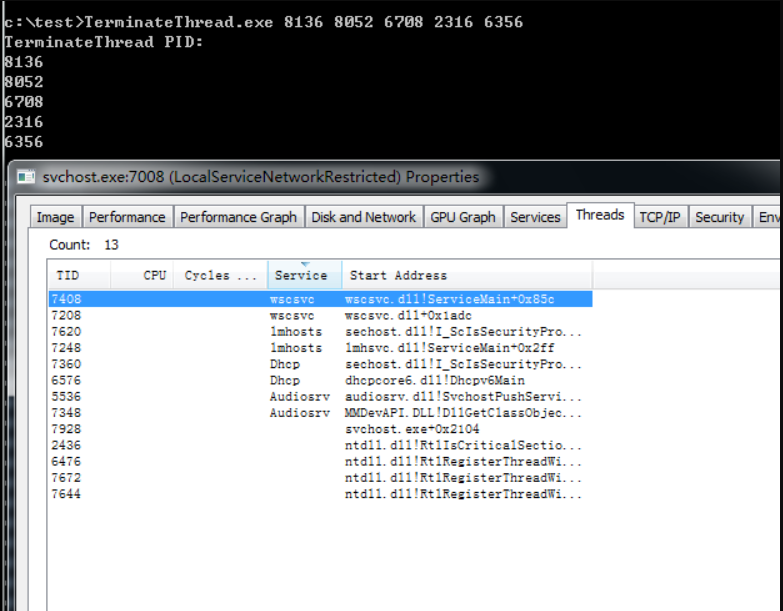 c:\test>TerminateThread.exe 8136 8052 6708 2316 6356
TerminateThread PID:
8136
8052
6708
2316
6356
svchost.exe:7008 (LocalServiceNetworkRestricted) Properties
Image Performance Performance Graph Disk and Network GPU Graph Services Threads TCP/IP Security Env
Count: 13
TID CPU Cycles ... Service Start Address
7408 wscsvc wscsvc.dll!ServiceMain+0x85c
7208 wscsvc wscsvc.dll+0x1adc
7620 lmhosts sechost.dll!I_ScIsSecurityPro...
7248 lmhosts lmhsvc.dll!ServiceMain+0x2ff
7360 Dhcp sechost.dll!I_ScIsSecurityPro...
6576 Dhcp dhcpcore6.dll!Dhcpv6Main
5536 Audiosrv audiosrv.dll!SvchostPushServi...
7348 Audiosrv MMDevAPI.DLL!DllGetClassObjec...
7928 svchost.exe+0x2104
2436 ntdll.dll!RtlIsCriticalSectio...
6476 ntdll.dll!RtlRegisterThreadWi...
7672 ntdll.dll!RtlRegisterThreadWi...
7644 ntdll.dll!RtlRegisterThreadWi...